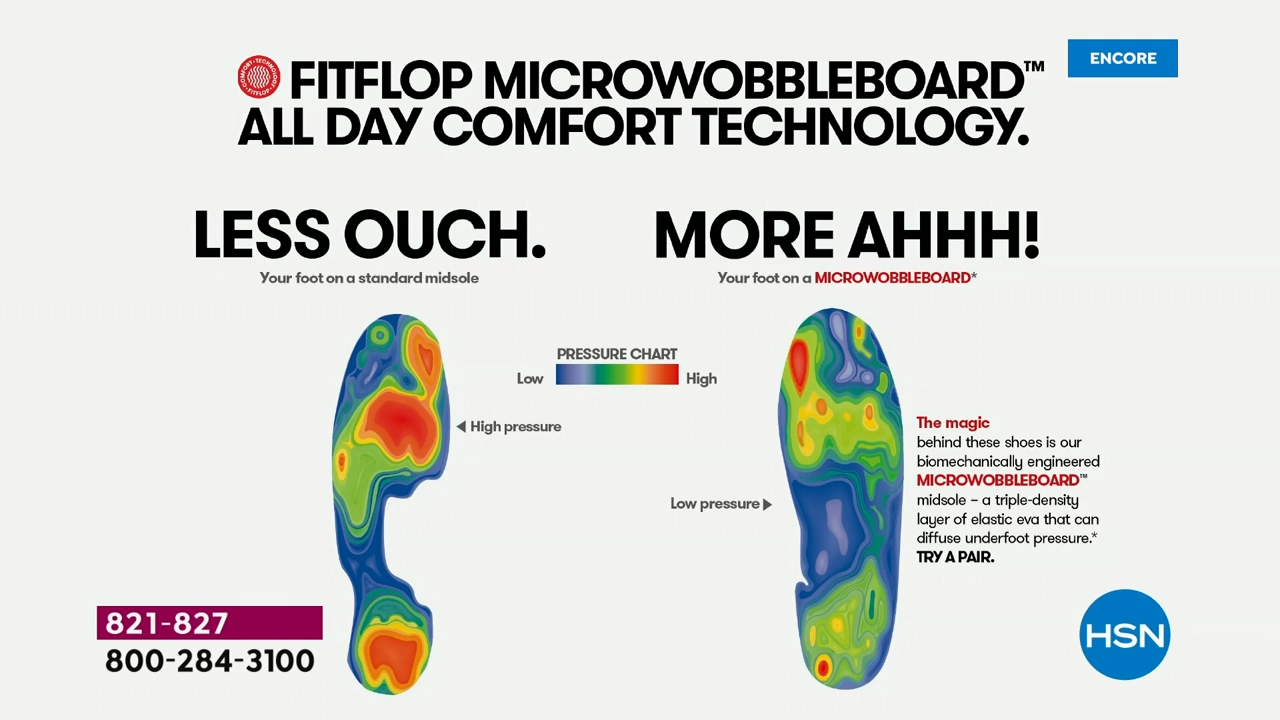 ENCORE
FITFLOP MICROWOBBLEBOARD™
ALL DAY COMFORT TECHNOLOGY.
LESS OUCH.
Your foot on a standard midsole
MORE AHHH!
Your foot on a MICROWOBBLEBOARD*
PRESSURE CHART
Low
High
High pressure
Low pressure
The magic
behind these shoes is our
biomechanically engineered
MICROWOBBLEBOARD™
midsole – a triple-density
layer of elastic eva that can
diffuse underfoot pressure.*
TRY A PAIR.
821-827
800-284-3100
HSN